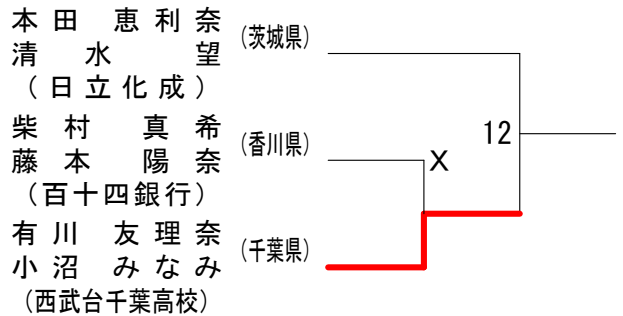 本田 恵利奈
清水 望
(日立化成)
(茨城県)
柴村 真希
藤本 陽奈
(百十四銀行)
(香川県)
有川 友理奈
小沼 みなみ
(西武台千葉高校)
(千葉県)
X
12